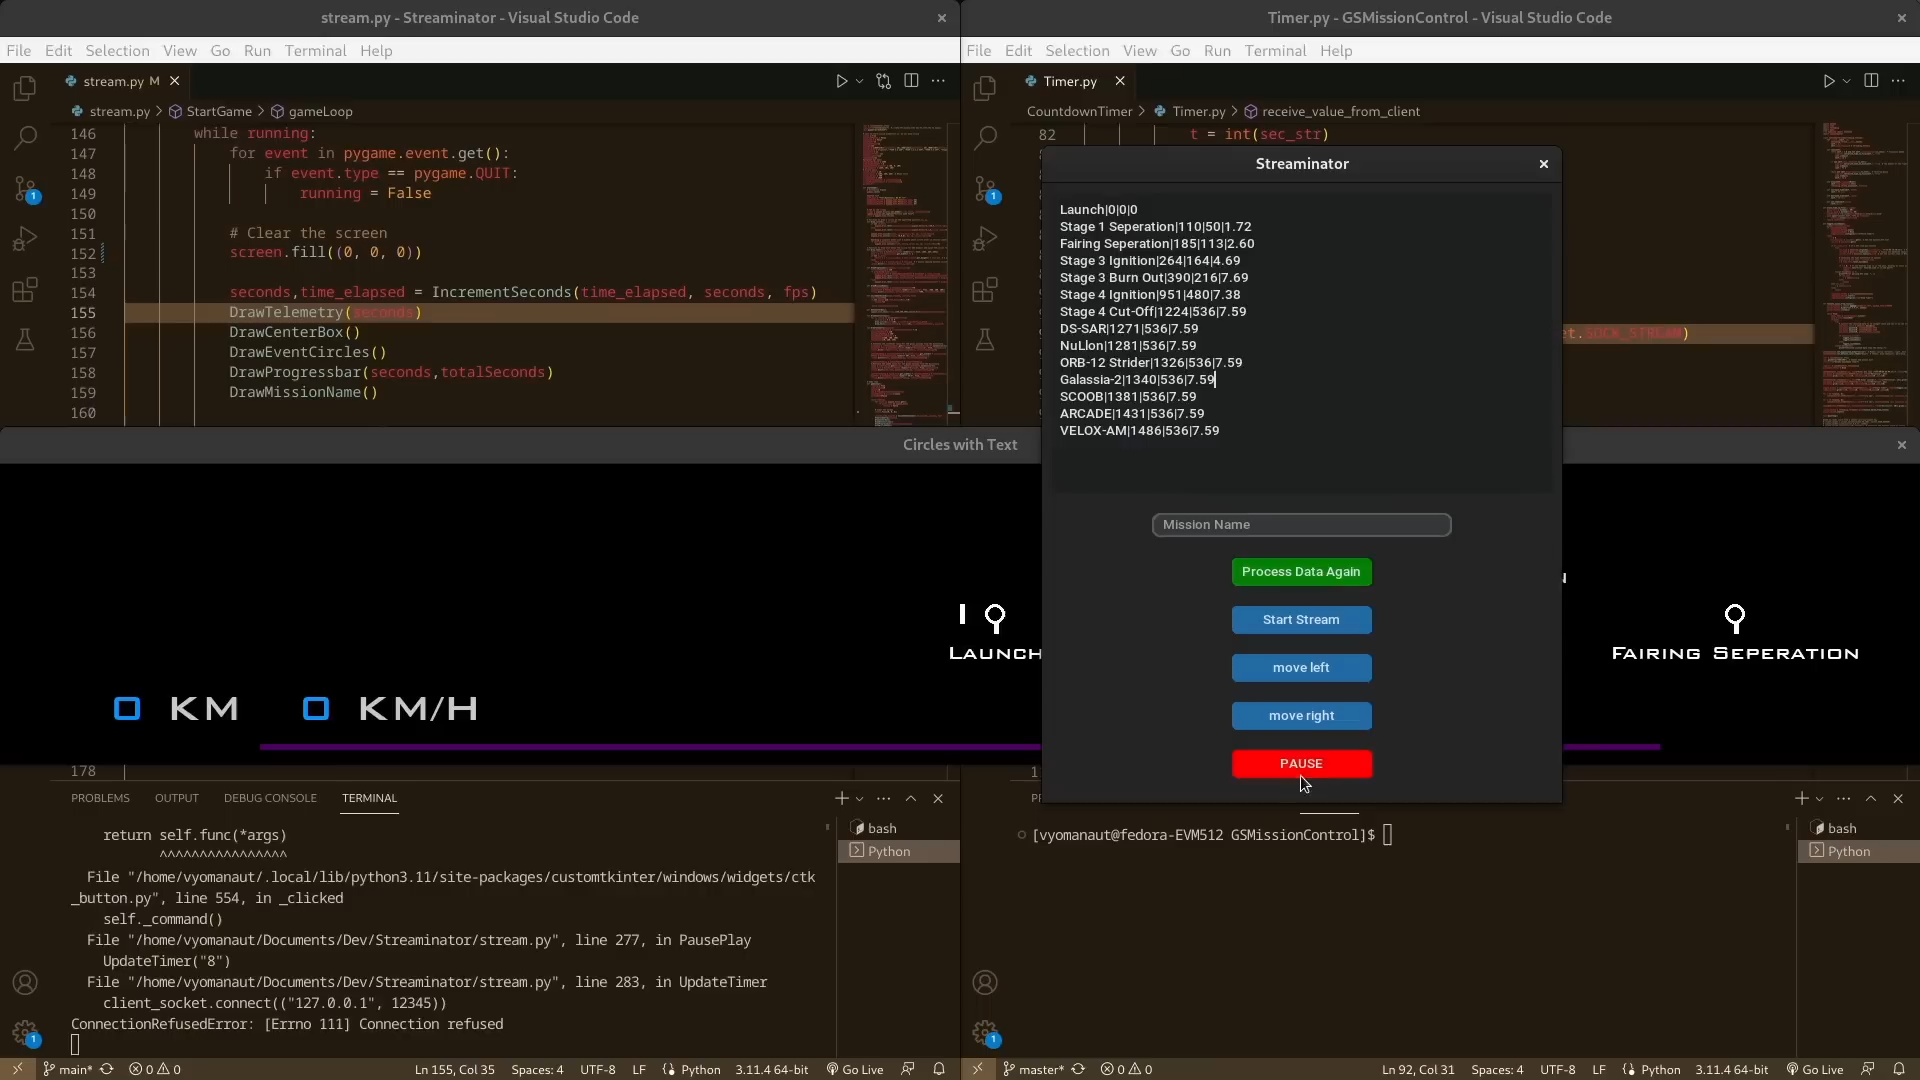 stream.py - Streaminator - Visual Studio Code
File Edit Selection View Go Run Terminal Help
stream.py M
stream.py > StartGame > gameLoop
146 while running:
147 for event in pygame.event.get():
148 if event.type == pygame.QUIT:
149 running = False
150
151 # Clear the screen
152 screen.fill((0, 0, 0))
153
154 seconds,time_elapsed = IncrementSeconds(time_elapsed, seconds, fps)
155 DrawTelemetry(seconds)
156 DrawCenterBox()
157 DrawEventCircles()
158 DrawProgressbar(seconds,totalSeconds)
159 DrawMissionName()
160
Timer.py - GSMissionControl - Visual Studio Code
File Edit Selection View Go Run Terminal Help
Timer.py
CountdownTimer > Timer.py > receive_value_from_client
82 t = int(sec_str)
et.SOCK_STREAM)
Streaminator
Launch|0|0|0
Stage 1 Seperation|110|50|1.72
Fairing Seperation|185|113|2.60
Stage 3 Ignition|264|164|4.69
Stage 3 Burn Out|390|216|7.69
Stage 4 Ignition|951|480|7.38
Stage 4 Cut-Off|1224|536|7.59
DS-SAR|1271|536|7.59
NuLIon|1281|536|7.59
ORB-12 Strider|1326|536|7.59
Galassia-2|1340|536|7.59
SCOOB|1381|536|7.59
ARCADE|1431|536|7.59
VELOX-AM|1486|536|7.59
Mission Name
Process Data Again
Start Stream
move left
move right
PAUSE
Circles with Text
Launch
Fairing Seperation
0 KM 0 KM/H
178
PROBLEMS OUTPUT DEBUG CONSOLE TERMINAL
return self.func(*args)
^^^^^^^^^^^^^^^^
File "/home/vyomanaut/.local/lib/python3.11/site-packages/customtkinter/windows/widgets/ctk
_button.py", line 554, in _clicked
self._command()
File "/home/vyomanaut/Documents/Dev/Streaminator/stream.py", line 277, in PausePlay
UpdateTimer("8")
File "/home/vyomanaut/Documents/Dev/Streaminator/stream.py", line 283, in UpdateTimer
client_socket.connect(("127.0.0.1", 12345))
ConnectionRefusedError: [Errno 111] Connection refused
bash
Python
[vyomanaut@fedora-EVM512 GSMissionControl]$
bash
Python
main* 0 0 Ln 155, Col 35 Spaces: 4 UTF-8 LF Python 3.11.4 64-bit Go Live
master* 0 0 Ln 92, Col 31 Spaces: 4 UTF-8 LF Python 3.11.4 64-bit Go Live